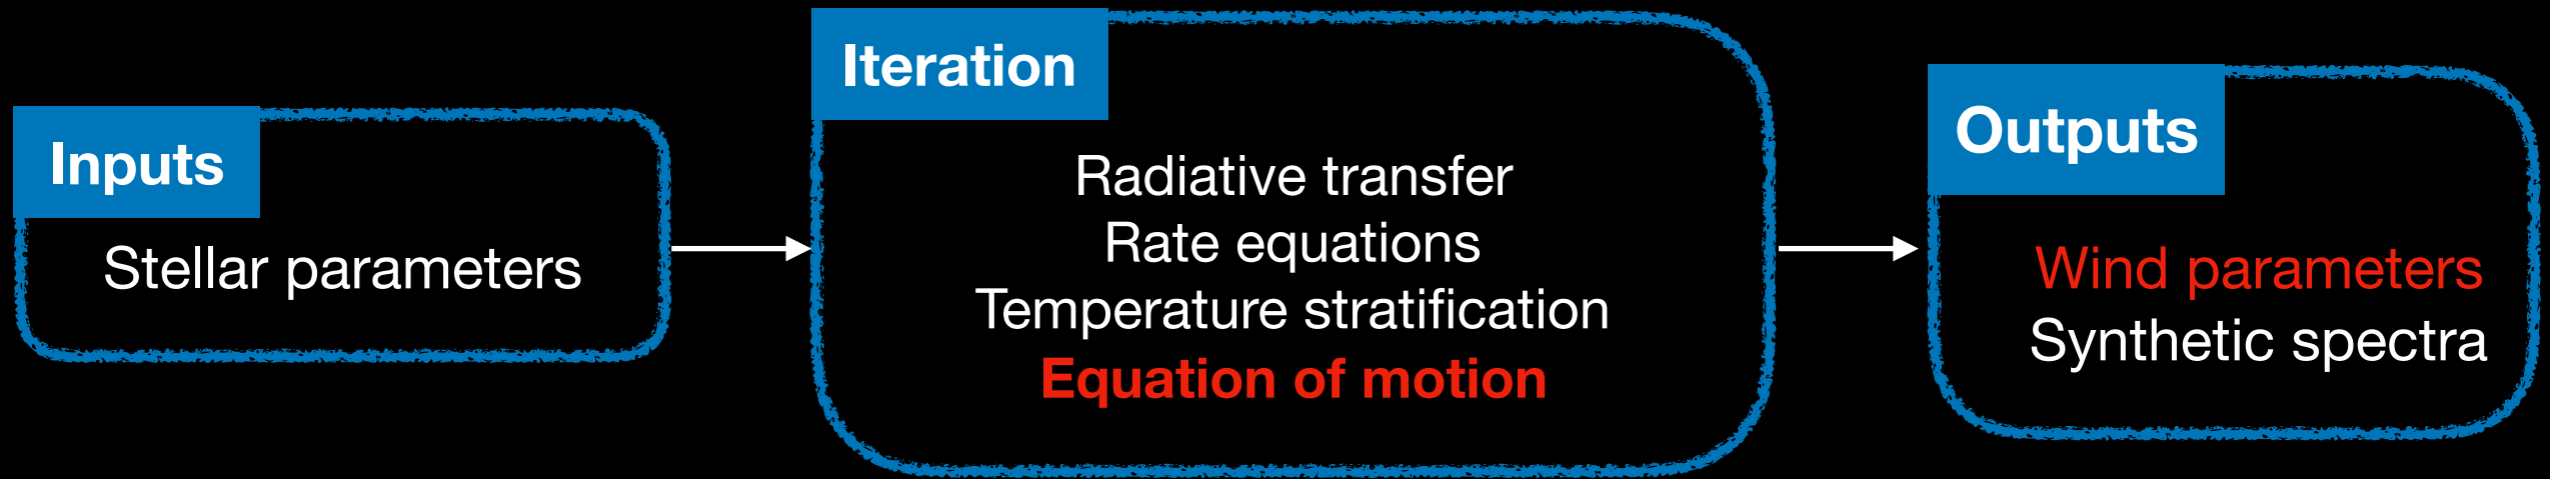 Inputs
Stellar parameters
Iteration
Radiative transfer
Rate equations
Temperature stratification
Equation of motion
Outputs
Wind parameters
Synthetic spectra